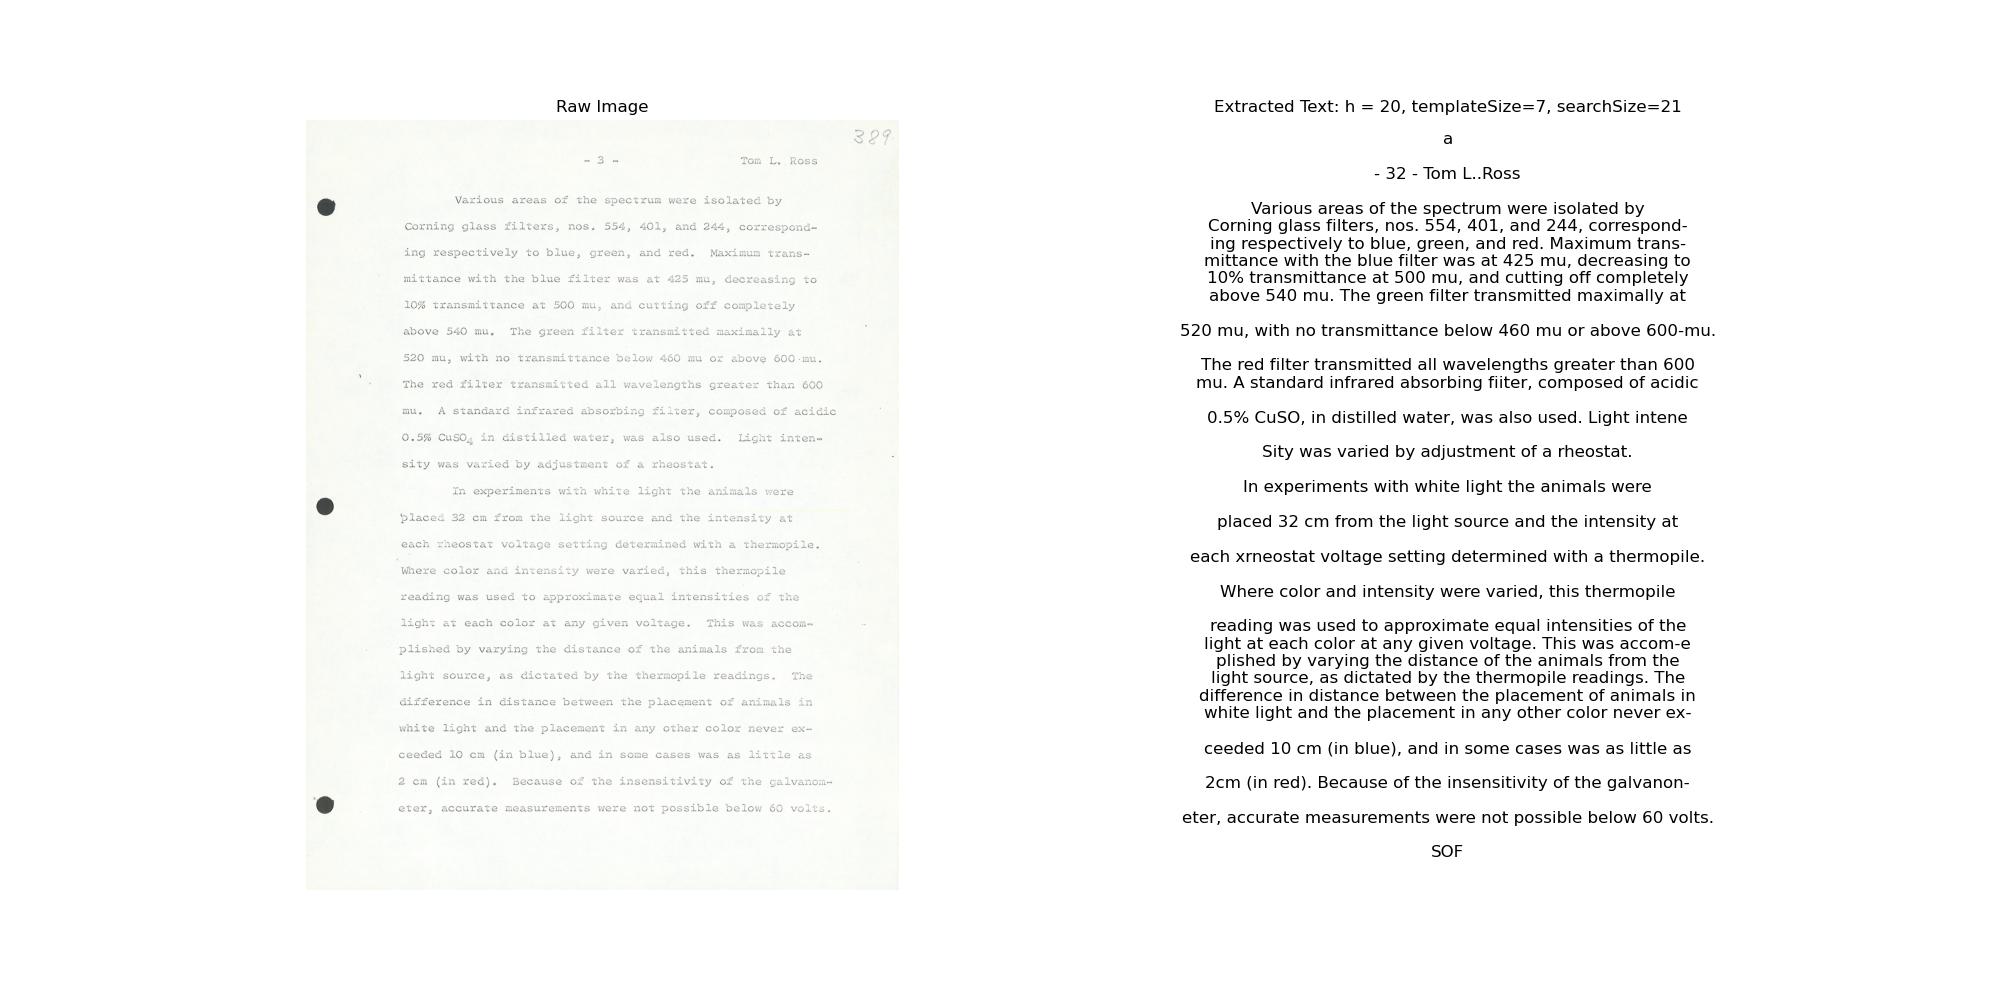 Raw Image
389
- 3 -    Tom L. Ross
Various areas of the spectrum were isolated by
Corning glass filters, nos. 554, 401, and 244, correspond-
ing respectively to blue, green, and red.  Maximum trans-
mittance with the blue filter was at 425 mu, decreasing to
10% transmittance at 500 mu, and cutting off completely
above 540 mu.  The green filter transmitted maximally at
520 mu, with no transmittance below 460 mu or above 600 mu.
The red filter transmitted all wavelengths greater than 600
mu.  A standard infrared absorbing filter, composed of acidic
0.5% CuSO₄ in distilled water, was also used.  Light inten-
sity was varied by adjustment of a rheostat.
In experiments with white light the animals were
placed 32 cm from the light source and the intensity at
each rheostat voltage setting determined with a thermopile.
Where color and intensity were varied, this thermopile
reading was used to approximate equal intensities of the
light at each color at any given voltage.  This was accom-
plished by varying the distance of the animals from the
light source, as dictated by the thermopile readings.  The
difference in distance between the placement of animals in
white light and the placement in any other color never ex-
ceeded 10 cm (in blue), and in some cases was as little as
2 cm (in red).  Because of the insensitivity of the galvanom-
eter, accurate measurements were not possible below 60 volts.
Extracted Text: h = 20, templateSize=7, searchSize=21
a
- 32 - Tom L..Ross
Various areas of the spectrum were isolated by
Corning glass filters, nos. 554, 401, and 244, correspond-
ing respectively to blue, green, and red. Maximum trans-
mittance with the blue filter was at 425 mu, decreasing to
10% transmittance at 500 mu, and cutting off completely
above 540 mu. The green filter transmitted maximally at
520 mu, with no transmittance below 460 mu or above 600-mu.
The red filter transmitted all wavelengths greater than 600
mu. A standard infrared absorbing fiiter, composed of acidic
0.5% CuSO, in distilled water, was also used. Light intene
Sity was varied by adjustment of a rheostat.
In experiments with white light the animals were
placed 32 cm from the light source and the intensity at
each xrneostat voltage setting determined with a thermopile.
Where color and intensity were varied, this thermopile
reading was used to approximate equal intensities of the
light at each color at any given voltage. This was accom-e
plished by varying the distance of the animals from the
light source, as dictated by the thermopile readings. The
difference in distance between the placement of animals in
white light and the placement in any other color never ex-
ceeded 10 cm (in blue), and in some cases was as little as
2cm (in red). Because of the insensitivity of the galvanon-
eter, accurate measurements were not possible below 60 volts.
SOF